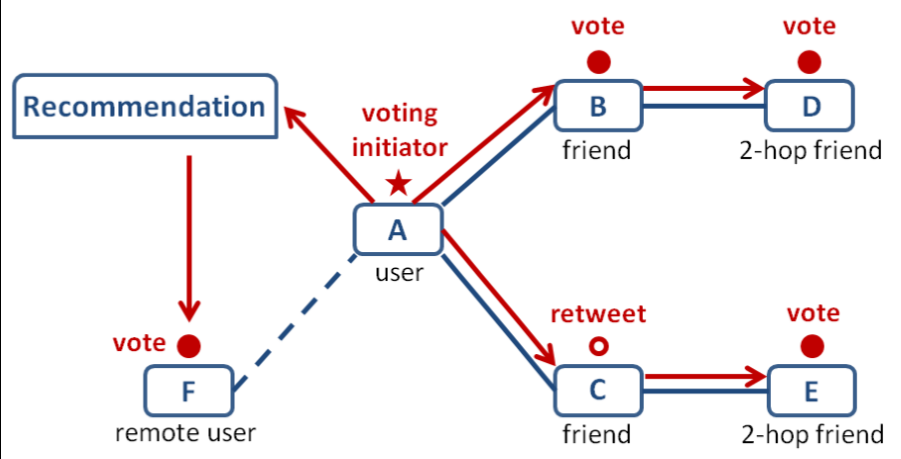 vote
vote
Recommendation
voting
initiator
B
D
friend
2-hop friend
A
user
retweet
vote
vote
F
C
E
remote user
friend
2-hop friend